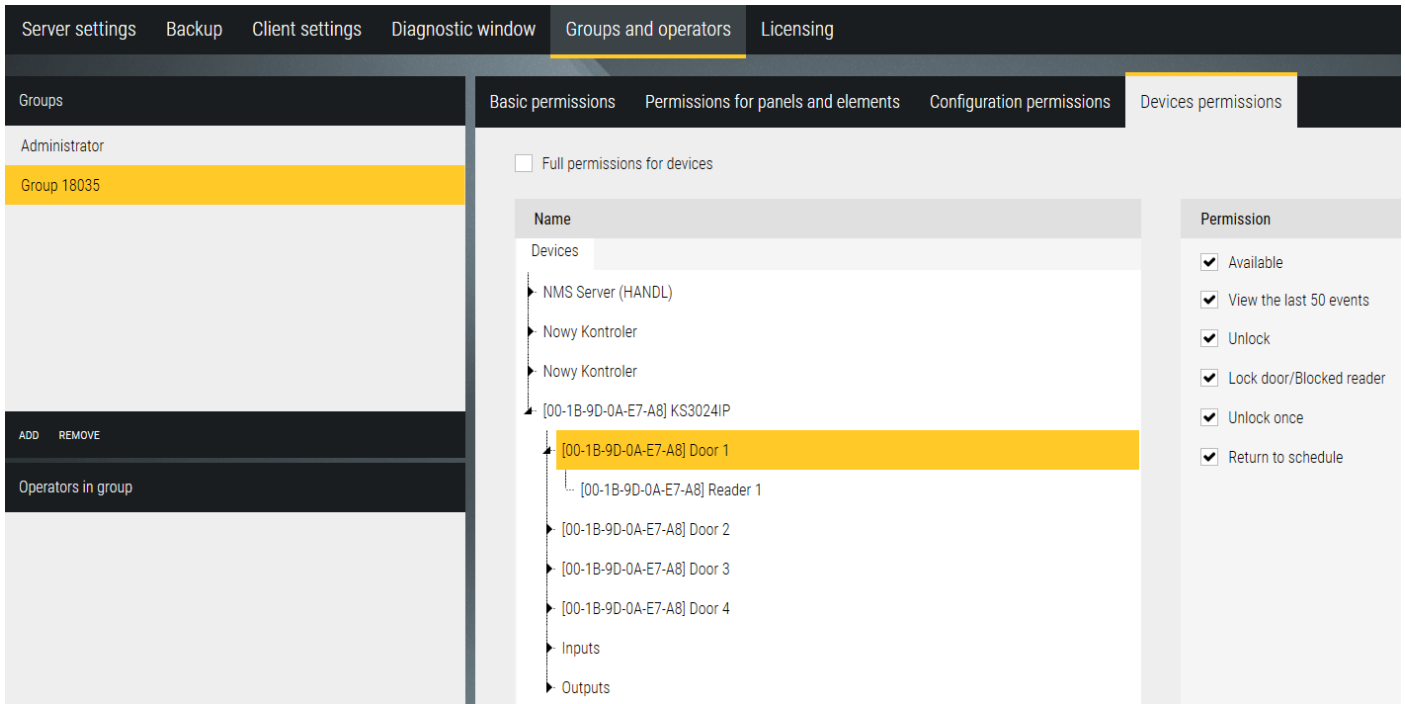 Server settings Backup Client settings Diagnostic window Groups and operators Licensing
Groups
Administrator
Group 18035
ADD REMOVE
Operators in group
Basic permissions Permissions for panels and elements Configuration permissions Devices permissions
Full permissions for devices
Name
Devices
NMS Server (HANDL)
Nowy Kontroler
Nowy Kontroler
[00-1B-9D-0A-E7-A8] KS3024IP
[00-1B-9D-0A-E7-A8] Door 1
[00-1B-9D-0A-E7-A8] Reader 1
[00-1B-9D-0A-E7-A8] Door 2
[00-1B-9D-0A-E7-A8] Door 3
[00-1B-9D-0A-E7-A8] Door 4
Inputs
Outputs
Permission
Available
View the last 50 events
Unlock
Lock door/Blocked reader
Unlock once
Return to schedule